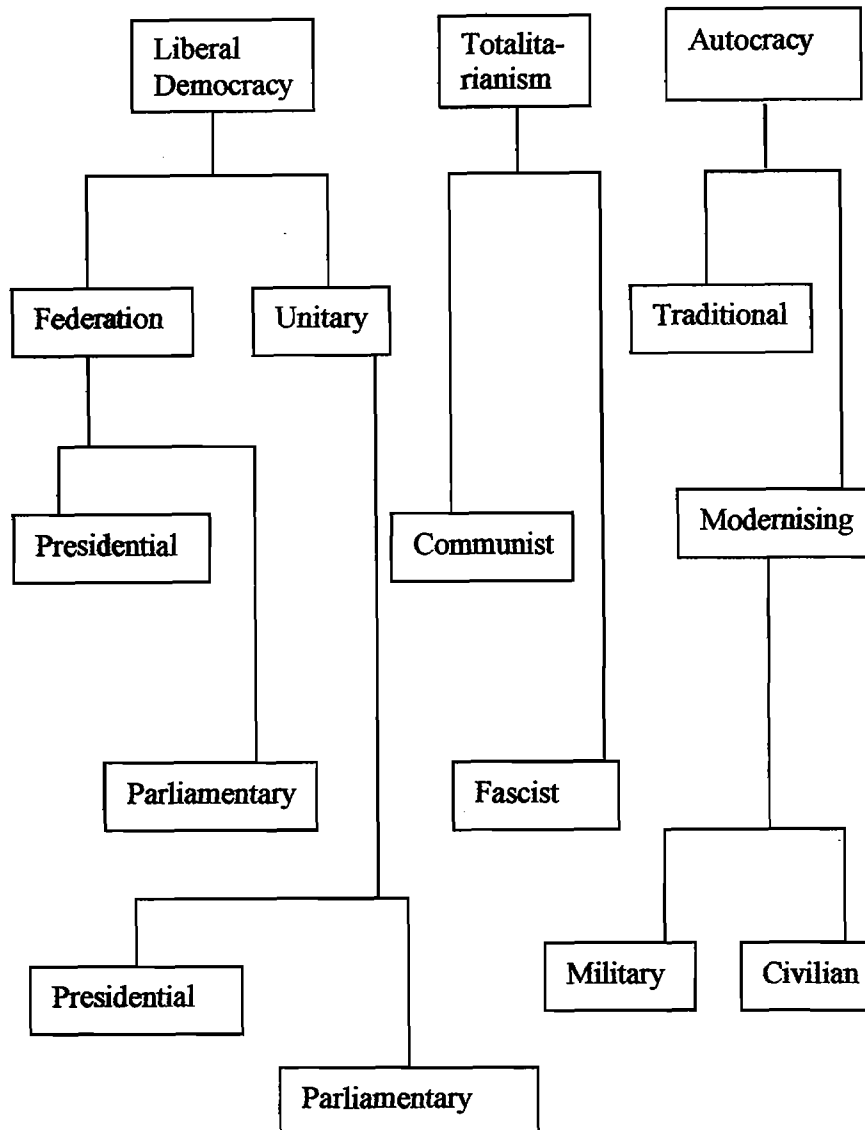 Liberal
Democracy
Totalita-
rianism
Autocracy
Federation
Unitary
Traditional
Presidential
Communist
Modernising
Parliamentary
Fascist
Presidential
Military
Civilian
Parliamentary